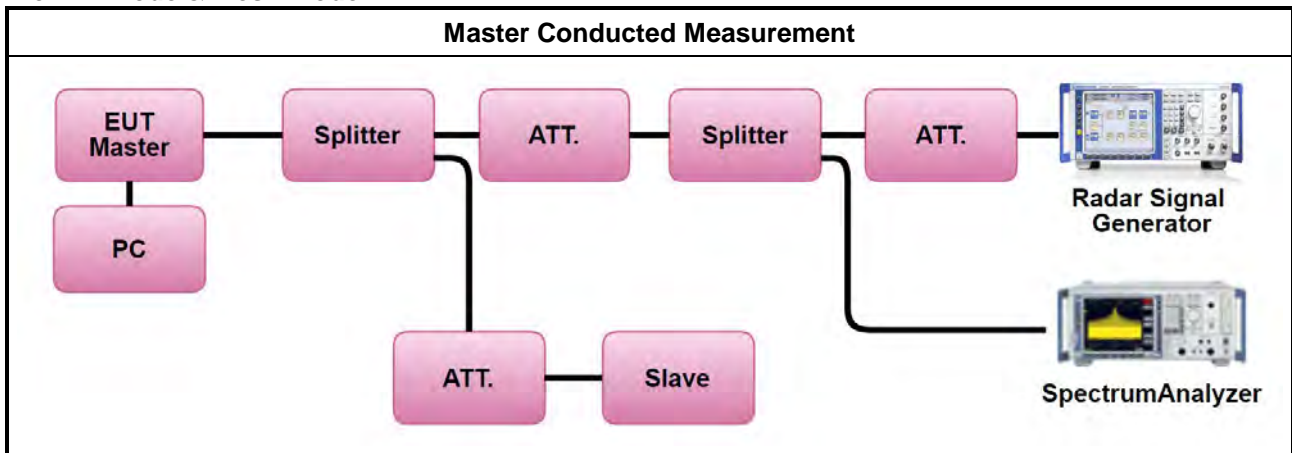 Master Conducted Measurement
EUT
Master
Splitter
ATT.
Splitter
ATT.
Radar Signal
Generator
PC
ATT.
Slave
SpectrumAnalyzer